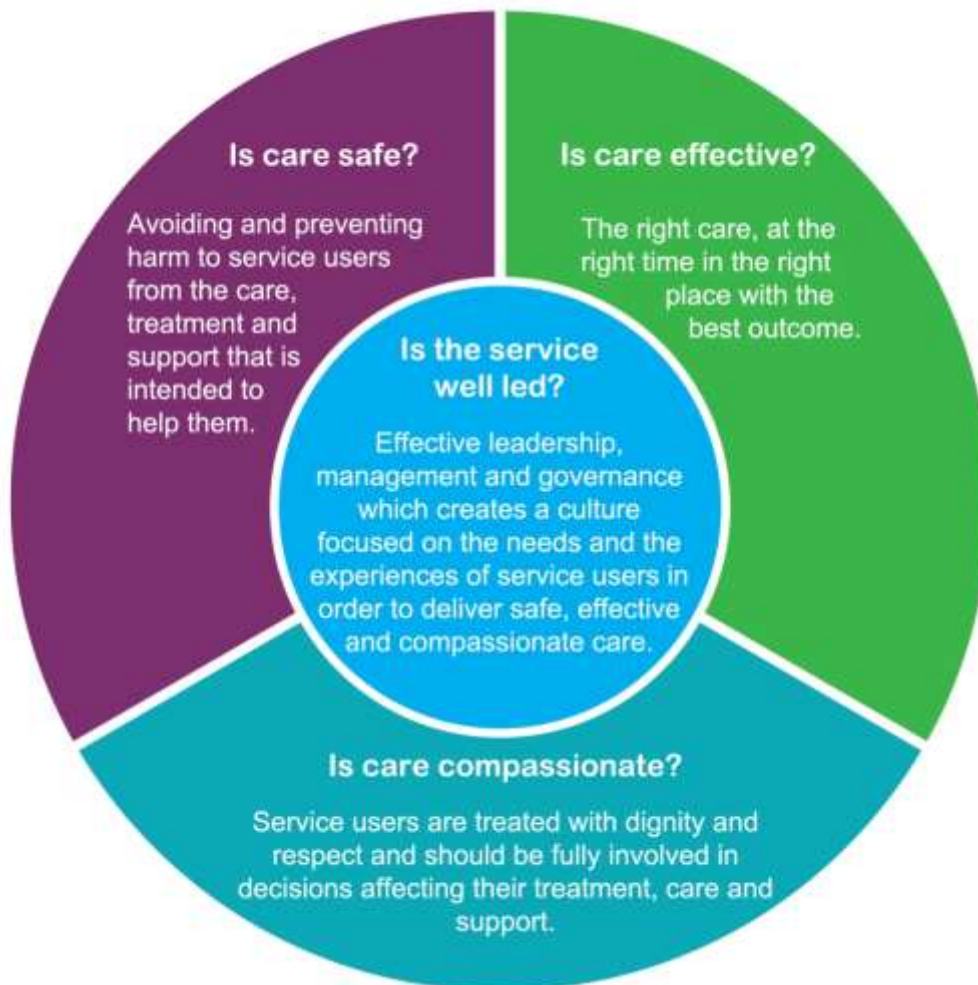 Is care safe?
Avoiding and preventing
harm to service users
from the care,
treatment and
support that is
intended to
help them.
Is care effective?
The right care, at the
right time in the right
place with the
best outcome.
Is the service
well led?
Effective leadership,
management and governance
which creates a culture
focused on the needs and the
experiences of service users in
order to deliver safe, effective
and compassionate care.
Is care compassionate?
Service users are treated with dignity and
respect and should be fully involved in
decisions affecting their treatment, care and
support.